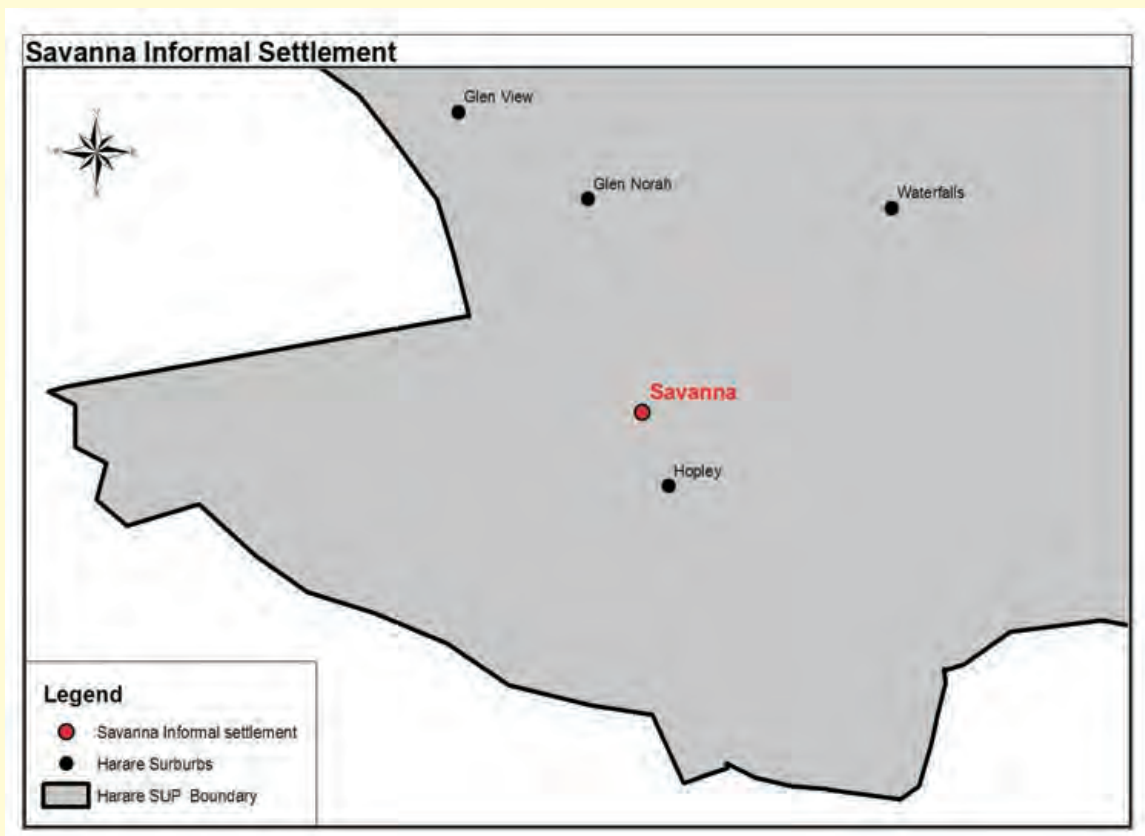 Savanna Informal Settlement
Glen View
Glen Norah
Waterfalls
Savanna
Hopley
Legend
Savanna Informal settlement
Harare Surburbs
Harare SUP Boundary